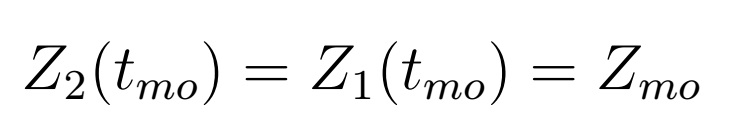 Z_2(t_{mo}) = Z_1(t_{mo}) = Z_{mo}